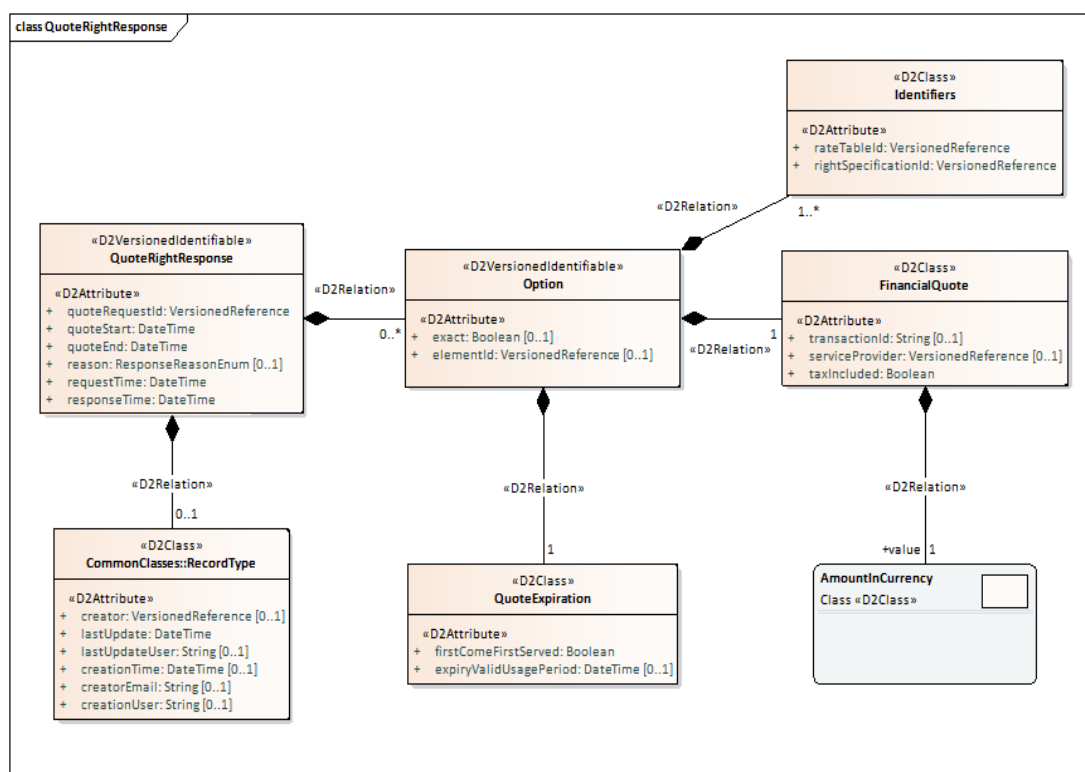 class QuoteRightResponse
«D2Class»
Identifiers
«D2Attribute»
+ rateTableId: VersionedReference
+ rightSpecificationId: VersionedReference
«D2Relation»
1..*
«D2VersionedIdentifiable»
QuoteRightResponse
«D2Attribute»
+ quoteRequestId: VersionedReference
+ quoteStart: DateTime
+ quoteEnd: DateTime
+ reason: ResponseReasonEnum [0..1]
+ requestTime: DateTime
+ responseTime: DateTime
«D2Relation»
0..*
«D2VersionedIdentifiable»
Option
«D2Attribute»
+ exact: Boolean [0..1]
+ elementId: VersionedReference [0..1]
1
«D2Relation»
«D2Class»
FinancialQuote
«D2Attribute»
+ transactionId: String [0..1]
+ serviceProvider: VersionedReference [0..1]
+ taxIncluded: Boolean
«D2Relation»
0..1
«D2Relation»
1
«D2Relation»
+value 1
«D2Class»
CommonClasses::RecordType
«D2Attribute»
+ creator: VersionedReference [0..1]
+ lastUpdate: DateTime
+ lastUpdateUser: String [0..1]
+ creationTime: DateTime [0..1]
+ creatorEmail: String [0..1]
+ creationUser: String [0..1]
«D2Class»
QuoteExpiration
«D2Attribute»
+ firstComeFirstServed: Boolean
+ expiryValidUsagePeriod: DateTime [0..1]
AmountInCurrency
Class «D2Class»